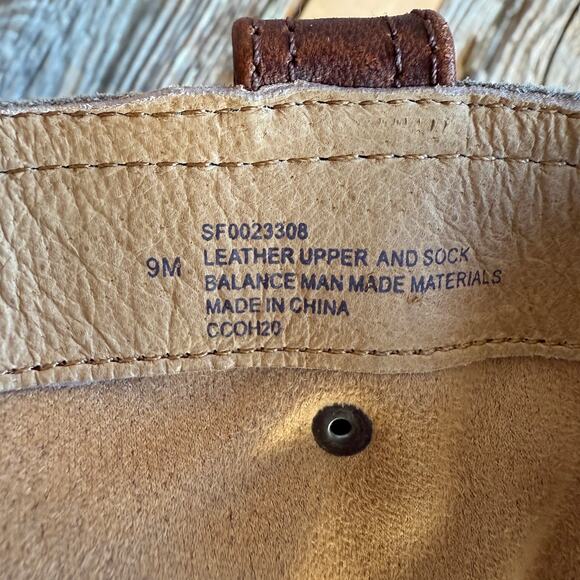 SF0023308
9M LEATHER UPPER AND SOCK
BALANCE MAN MADE MATERIALS
MADE IN CHINA
CCOH20